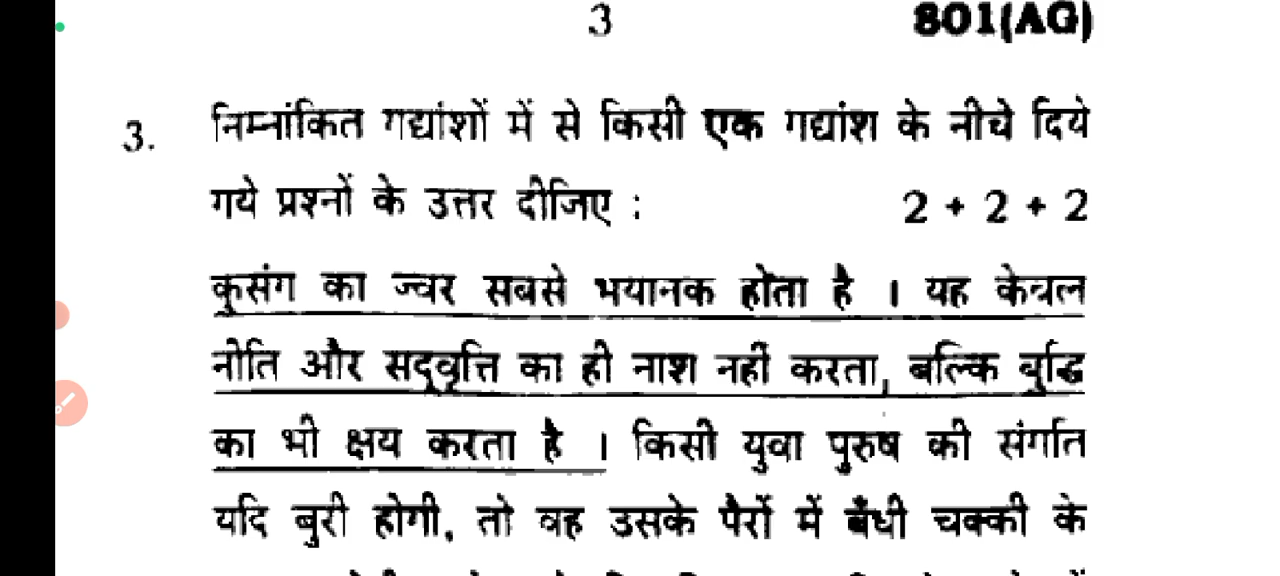 3 801(AG)
3. निम्नांकित गद्यांशों में से किसी एक गद्यांश के नीचे दिये
गये प्रश्नों के उत्तर दीजिए : 2 + 2 + 2
कुसंग का ज्वर सबसे भयानक होता है । यह केवल
नीति और सद्वृत्ति का ही नाश नहीं करता, बल्कि बुद्धि
का भी क्षय करता है । किसी युवा पुरुष की संगति
यदि बुरी होगी, तो वह उसके पैरों में बँधी चक्की के